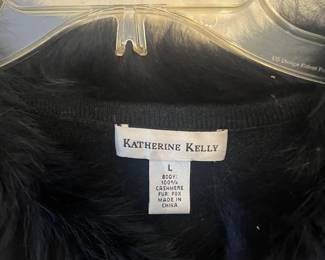 KATHERINE KELLY
L
BODY:
100%
CASHMERE
FUR: FOX
MADE IN
CHINA